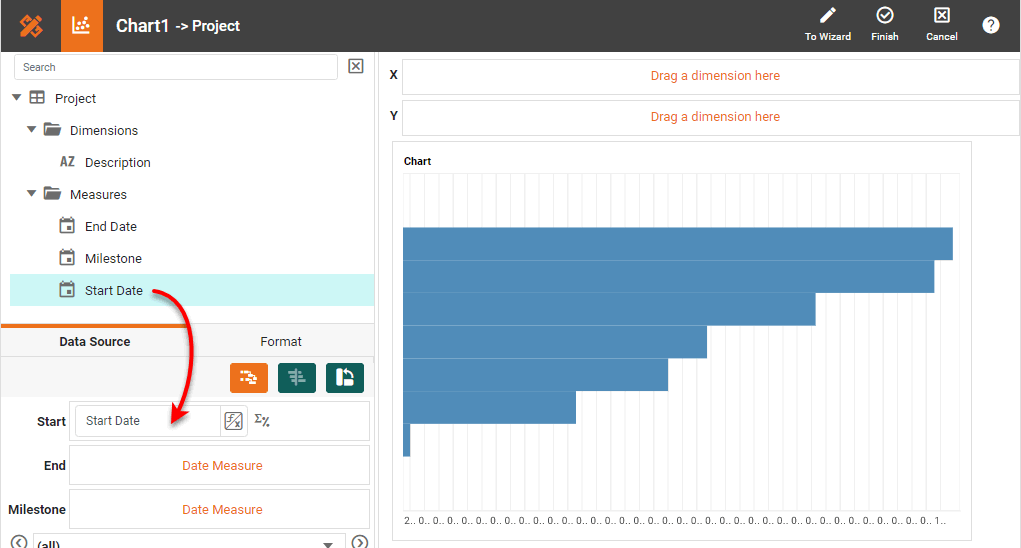 Chart1 -> Project
To Wizard
Finish
Cancel
?
Search
Project
Dimensions
AZ Description
Measures
End Date
Milestone
Start Date
Data Source
Format
Start
Start Date
f/x
Σ%
End
Date Measure
Milestone
Date Measure
(all)
X
Drag a dimension here
Y
Drag a dimension here
Chart
2.. 0.. 0.. 0.. 0.. 0.. 0.. 0.. 0.. 0.. 0.. 0.. 0.. 0.. 0.. 0.. 0.. 0.. 0.. 0.. 0.. 0.. 0.. 0.. 0.. 0.. 0.. 0.. 0.. 0.. 0.. 0.. 0.. 0.. 0.. 0.. 0.. 1..